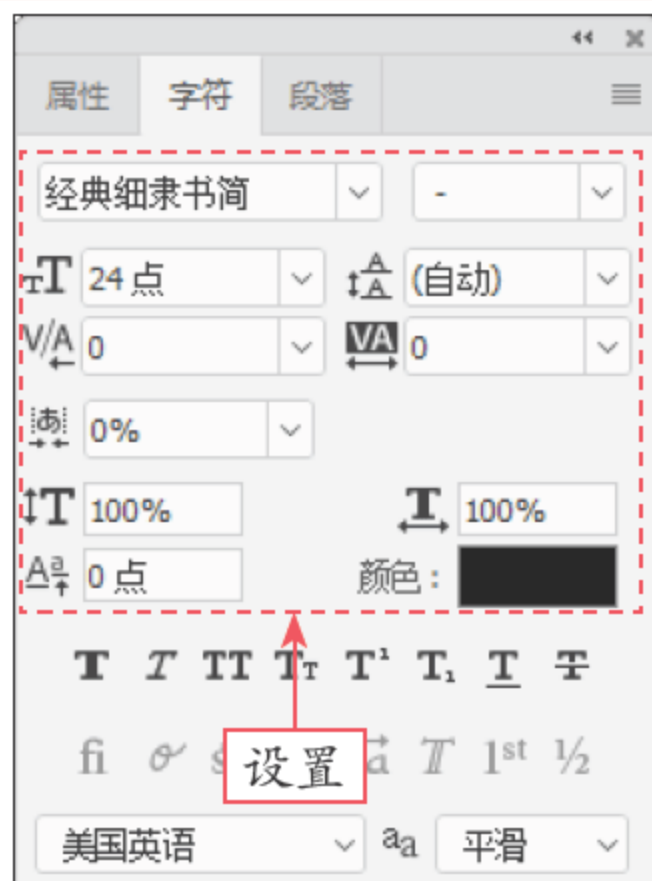 属性 字符 段落
经典细隶书简 -
24 点 (自动)
0 0
0%
100% 100%
0 点 颜色：
T T TT Tт T¹ T₁ T T
fi 1st ½
设置
美国英语 aa 平滑